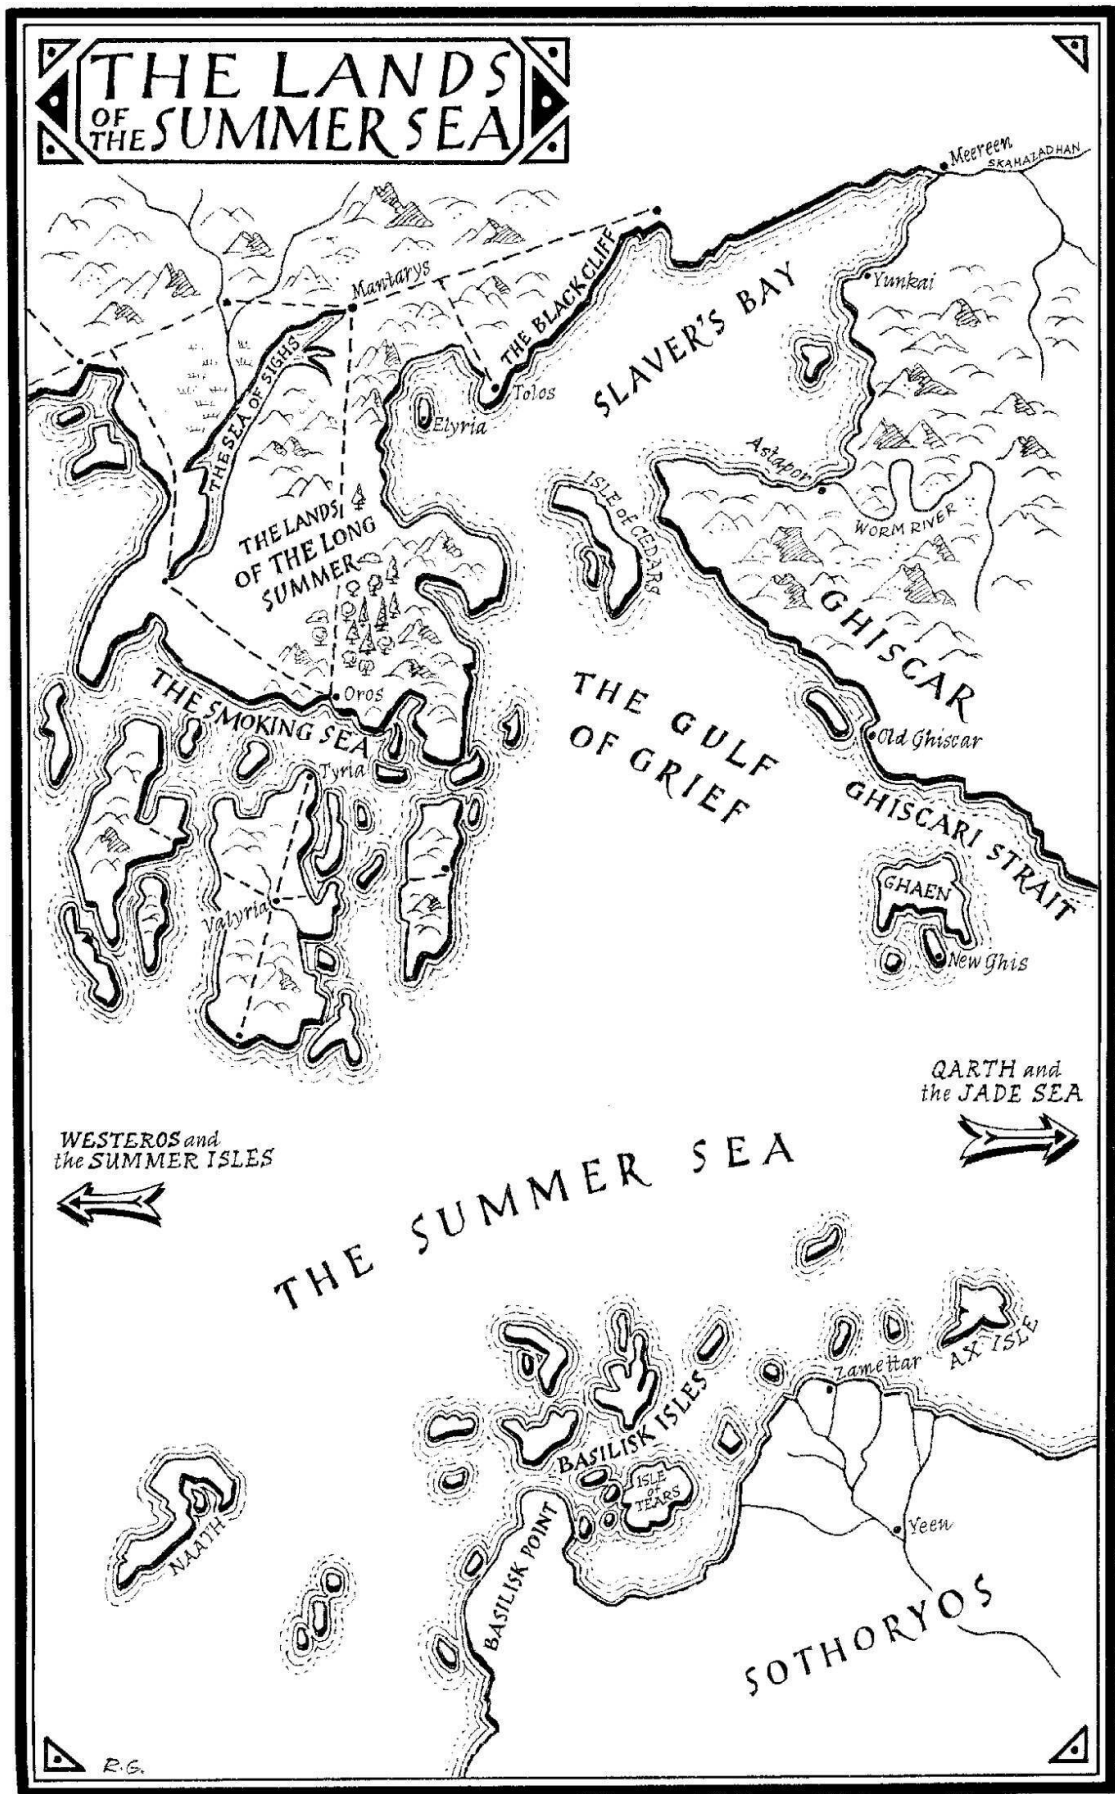 THE LANDS
OF THE SUMMER SEA
Meereen
SKAHAZADHAN
Mantarys
THE BLACK CLIFF
SLAVER'S BAY
Yunkai
THE SEA OF SIGHS
Tolos
Elyria
Astapor
ISLE OF CEDARS
WORM RIVER
THE LANDS
OF THE LONG
SUMMER
GHISCAR
THE GULF
OF GRIEF
Oros
THE SMOKING SEA
Old Ghiscar
Tyria
GHISCARI STRAIT
GHAEN
Valyria
New Ghis
QARTH and
the JADE SEA
WESTEROS and
the SUMMER ISLES
THE SUMMER SEA
AX ISLE
Zamettar
BASILISK ISLES
ISLE
OF
TEARS
NAATH
BASILISK POINT
Yeen
SOTHORYOS
R.G.